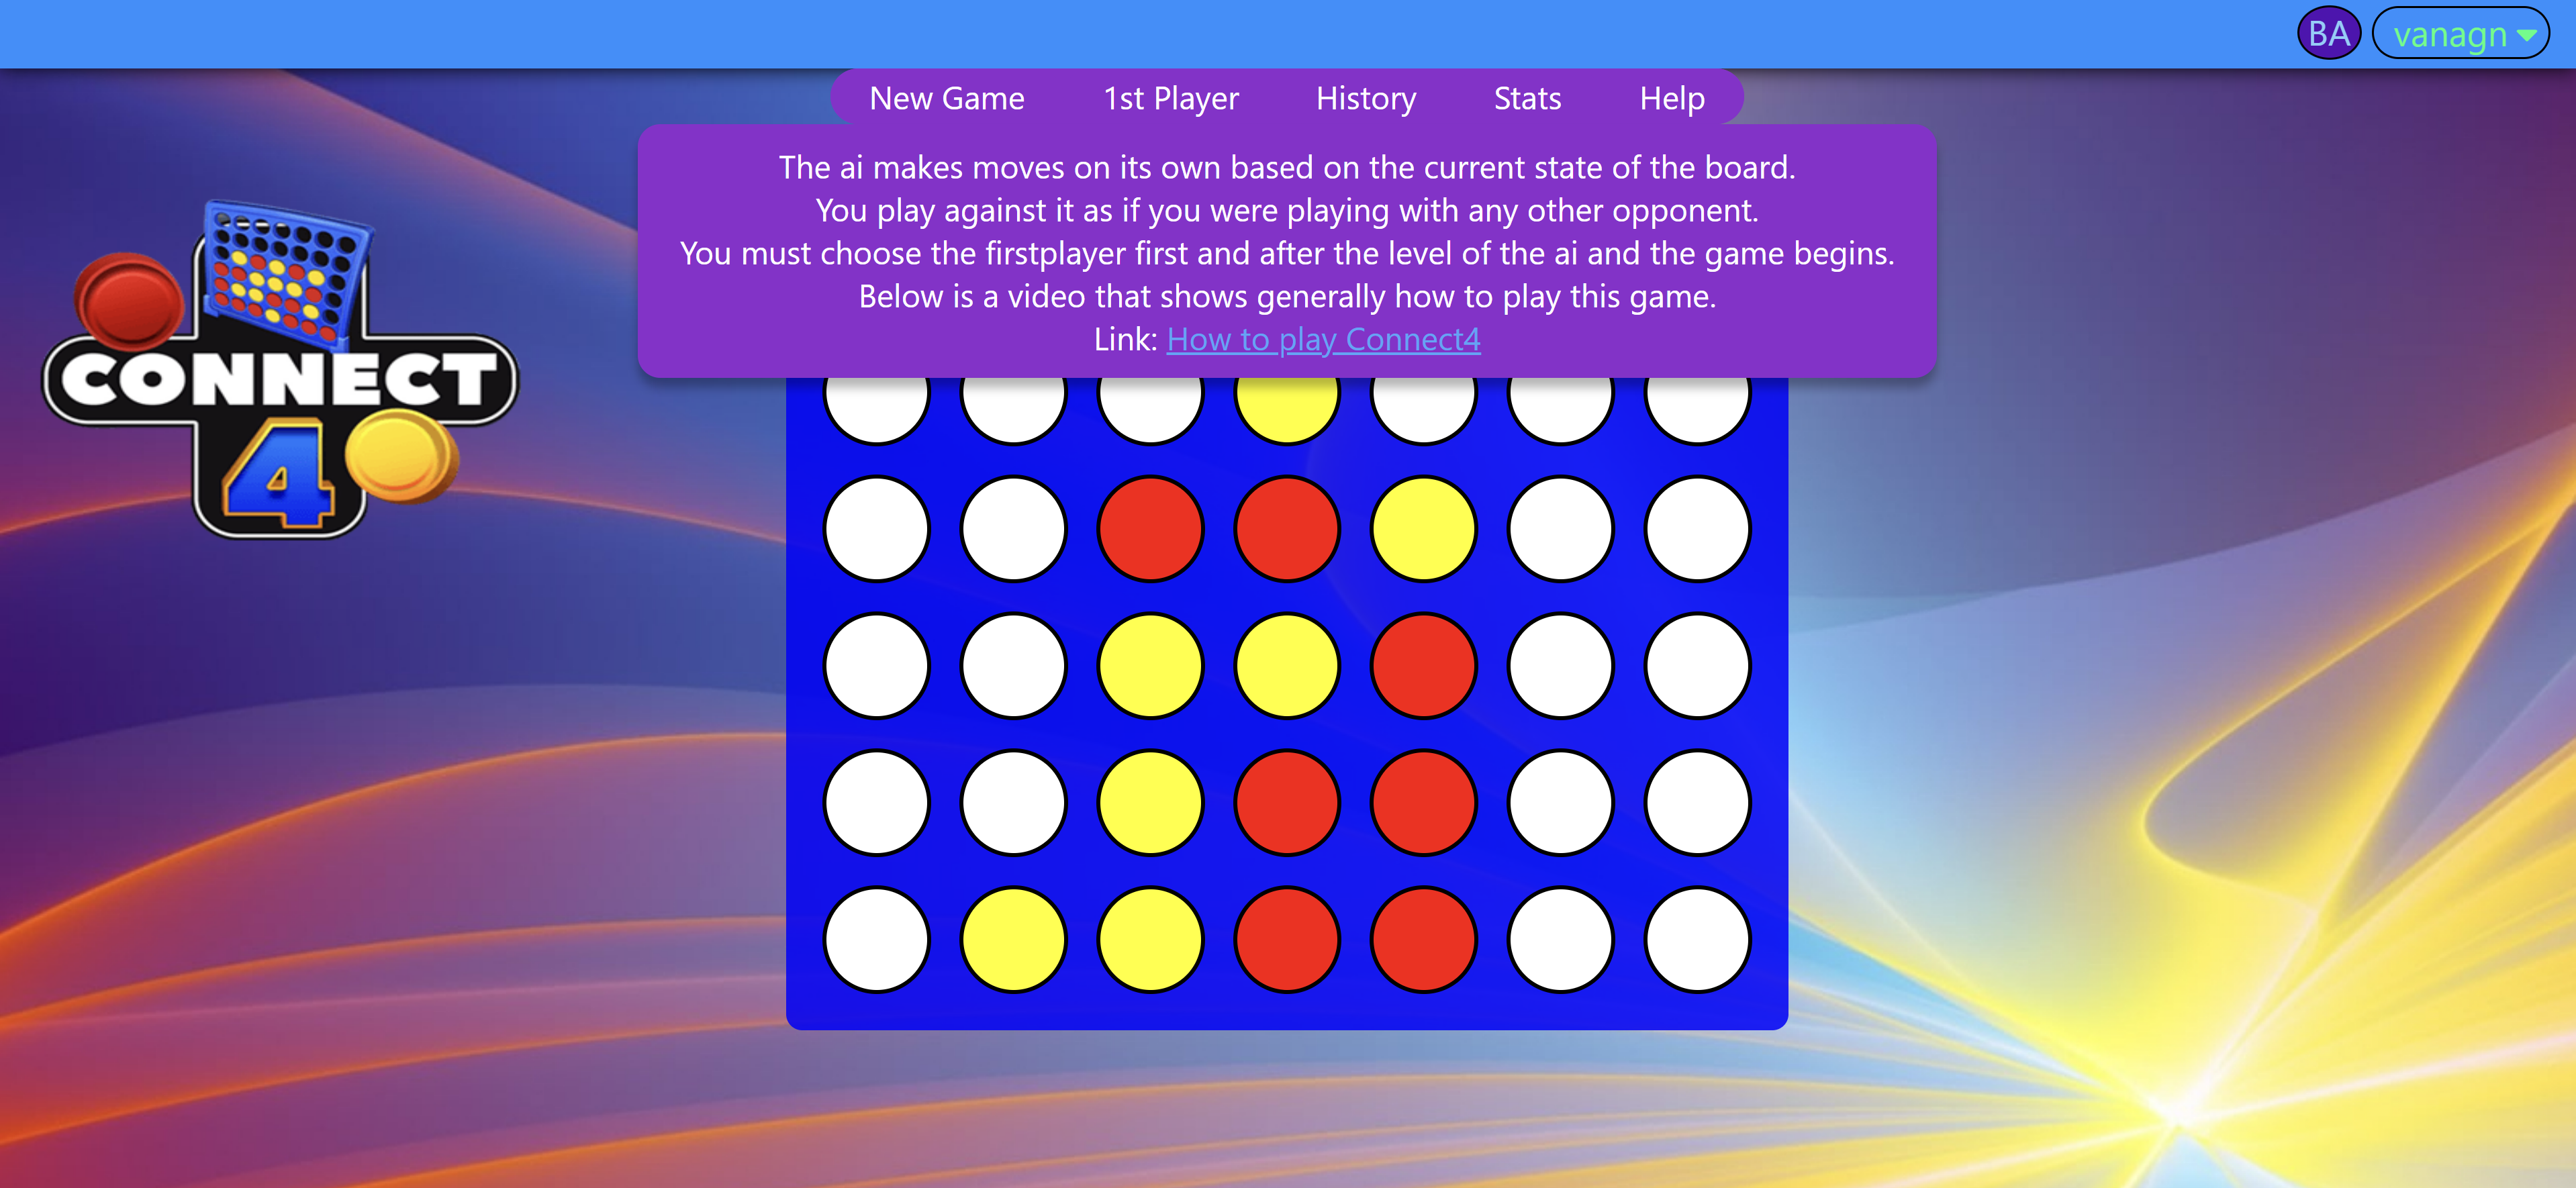 BA vanagn
New Game 1st Player History Stats Help
The ai makes moves on its own based on the current state of the board.
You play against it as if you were playing with any other opponent.
You must choose the firstplayer first and after the level of the ai and the game begins.
Below is a video that shows generally how to play this game.
Link: How to play Connect4
CONNECT
4